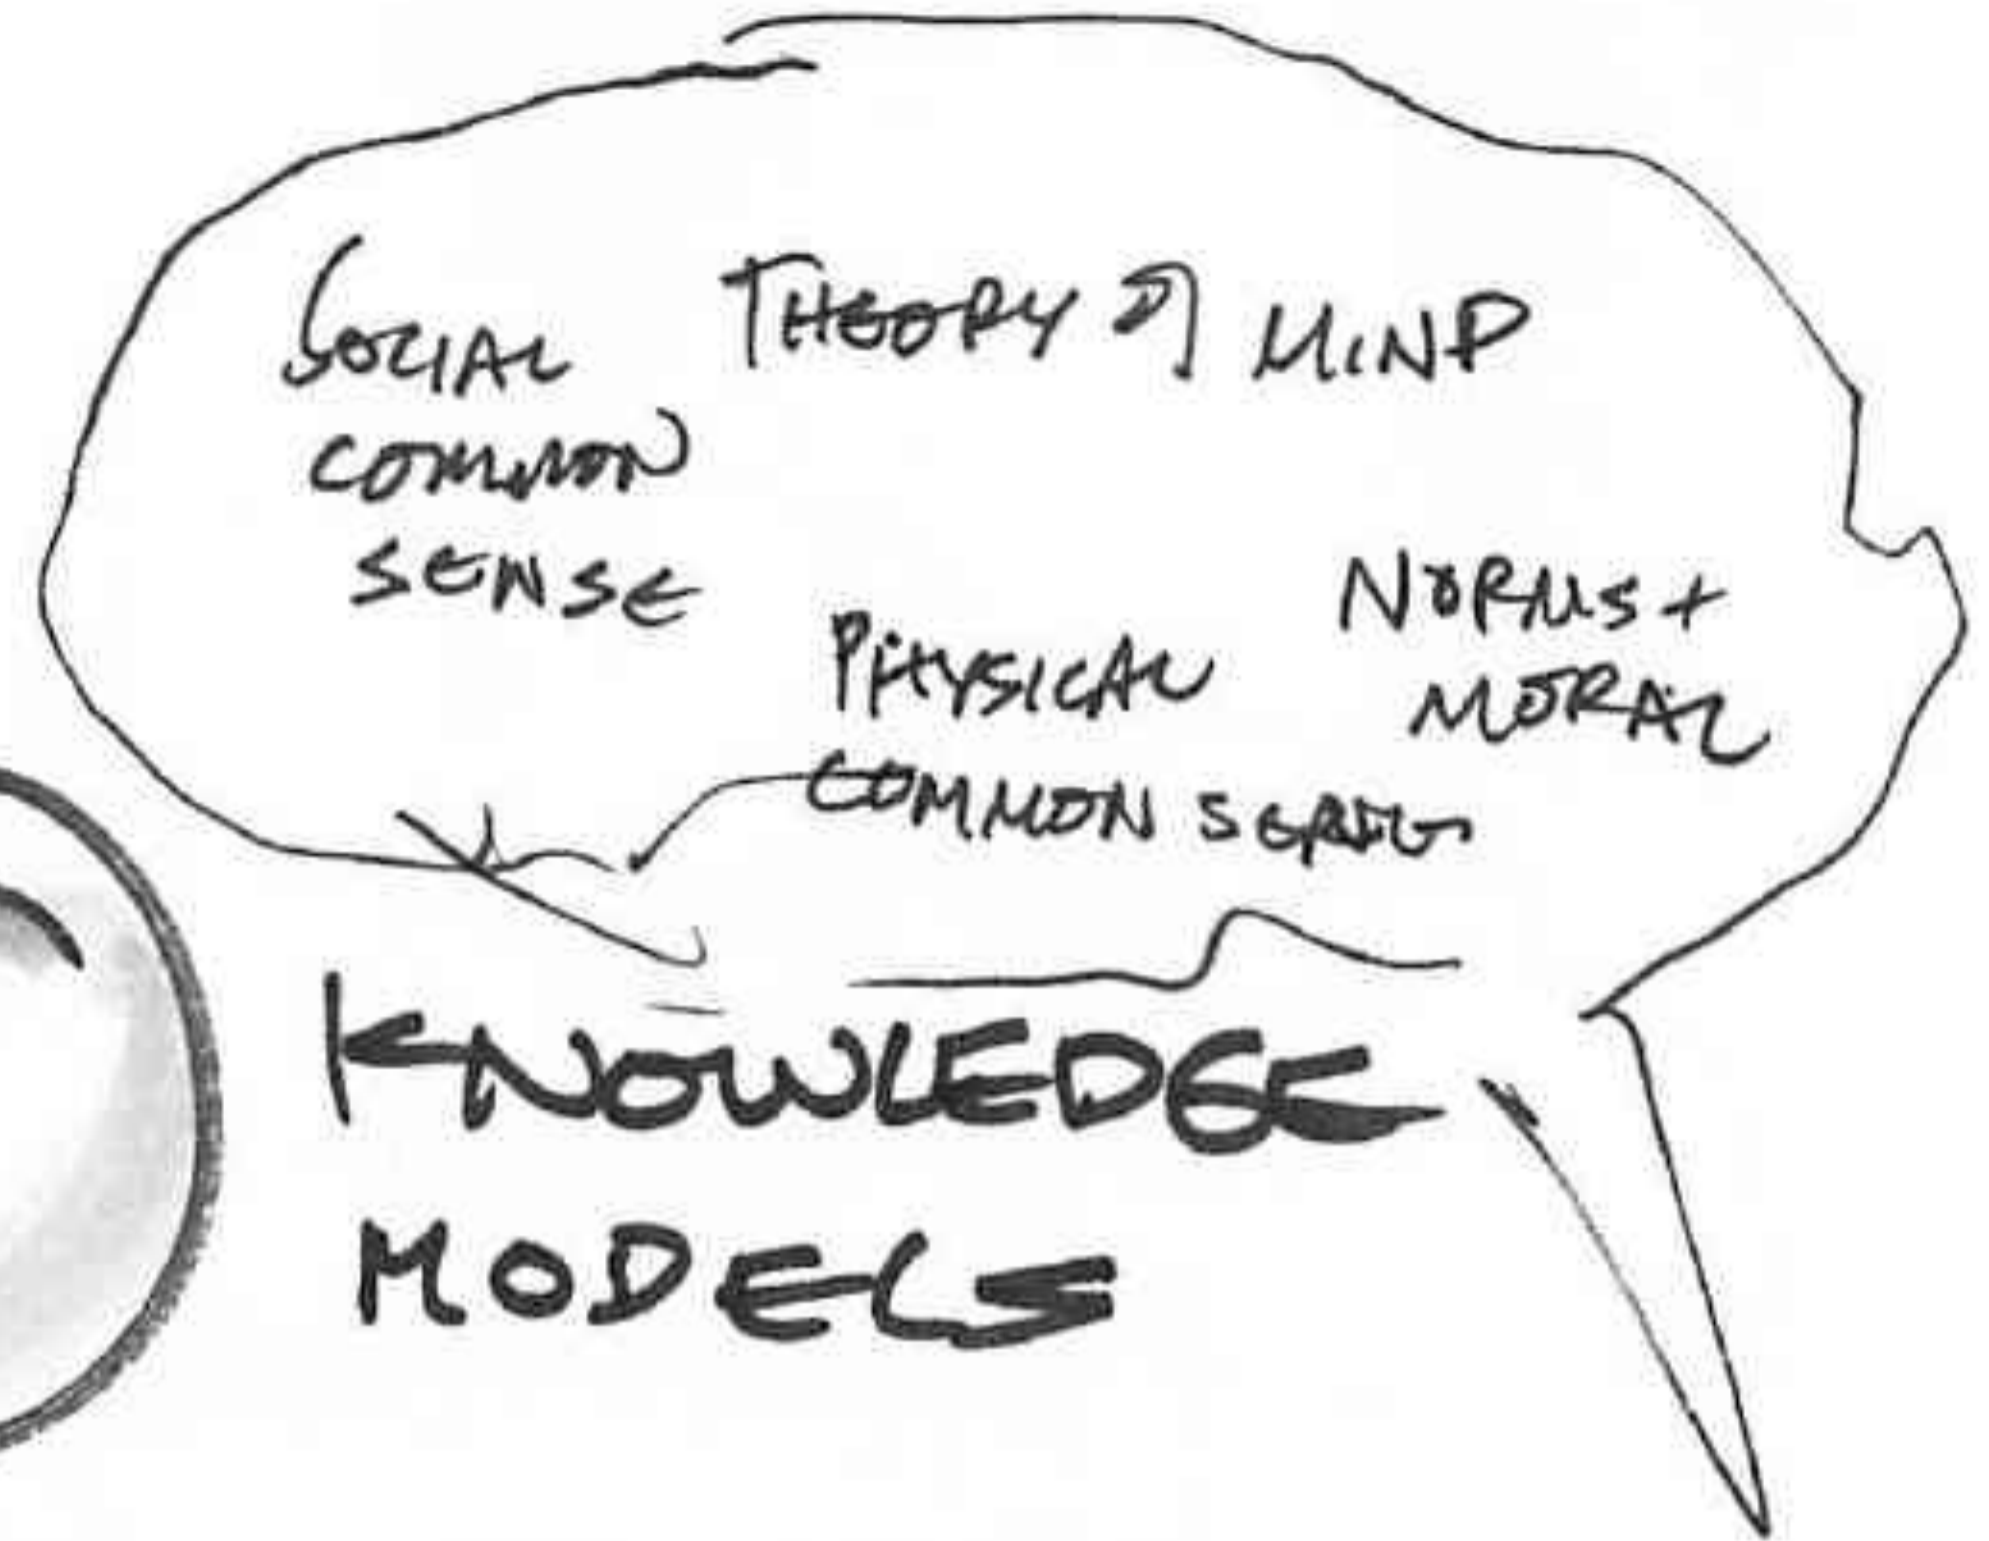 SOCIAL
COMMON
SENSE
THEORY of MIND
PHYSICAL
COMMON SENSE
NORMS +
MORAL
KNOWLEDGE
MODELS